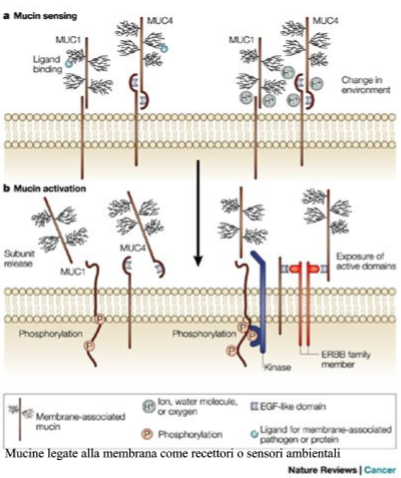 a Mucin sensing
MUC1
MUC4
Ligand
binding
MUC1
MUC4
Change in
environment
H+ H+ H+ H+ H+
b Mucin activation
Subunit
release
MUC1
MUC4
Exposure of
active domains
Phosphorylation
P
P
Phosphorylation
P
P
Kinase
ERBB family
member
Membrane-associated
mucin
H+ Ion, water molecule,
or oxygen
P Phosphorylation
EGF-like domain
Ligand for membrane-associated
pathogen or protein
Mucine legate alla membrana come recettori o sensori ambientali
Nature Reviews | Cancer